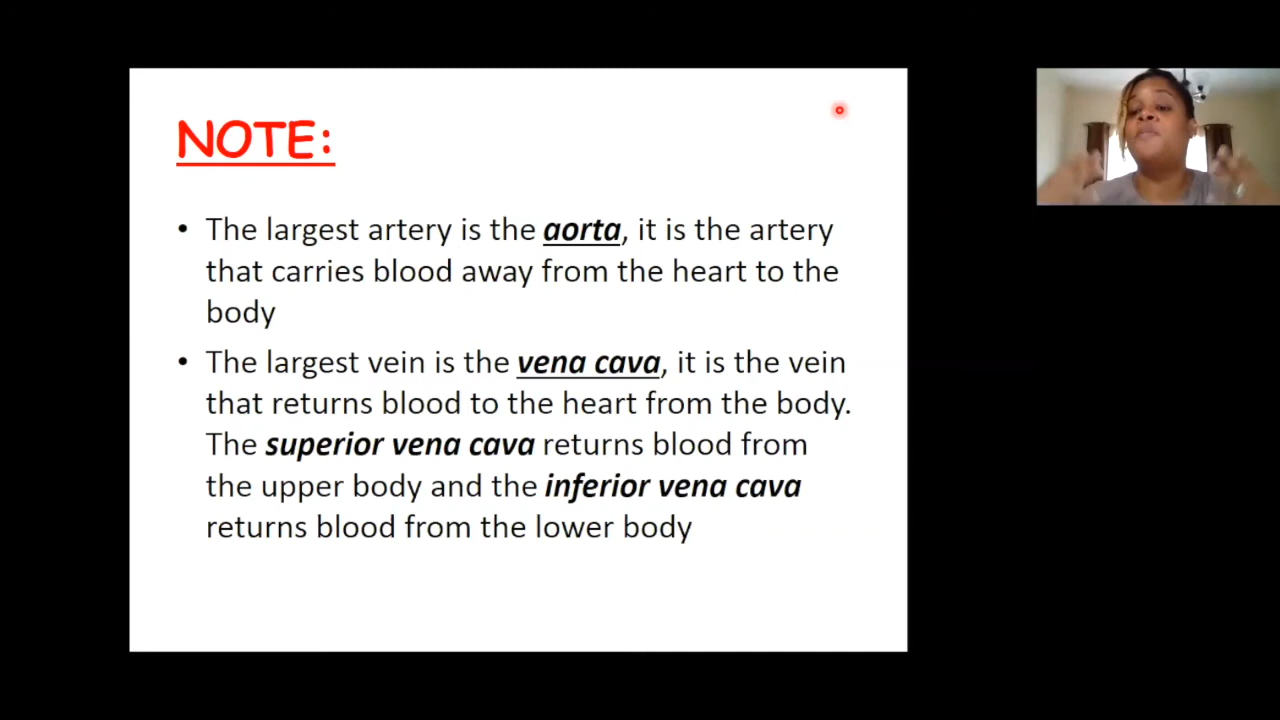 NOTE:
• The largest artery is the aorta, it is the artery
that carries blood away from the heart to the
body
• The largest vein is the vena cava, it is the vein
that returns blood to the heart from the body.
The superior vena cava returns blood from
the upper body and the inferior vena cava
returns blood from the lower body